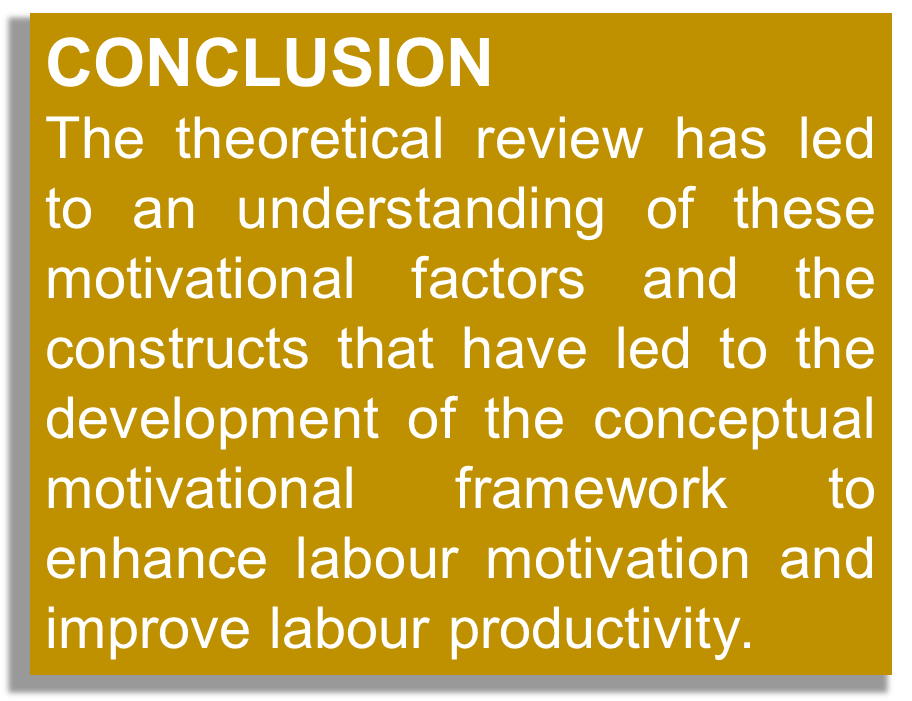 CONCLUSION
The theoretical review has led
to an understanding of these
motivational factors and the
constructs that have led to the
development of the conceptual
motivational framework to
enhance labour motivation and
improve labour productivity.